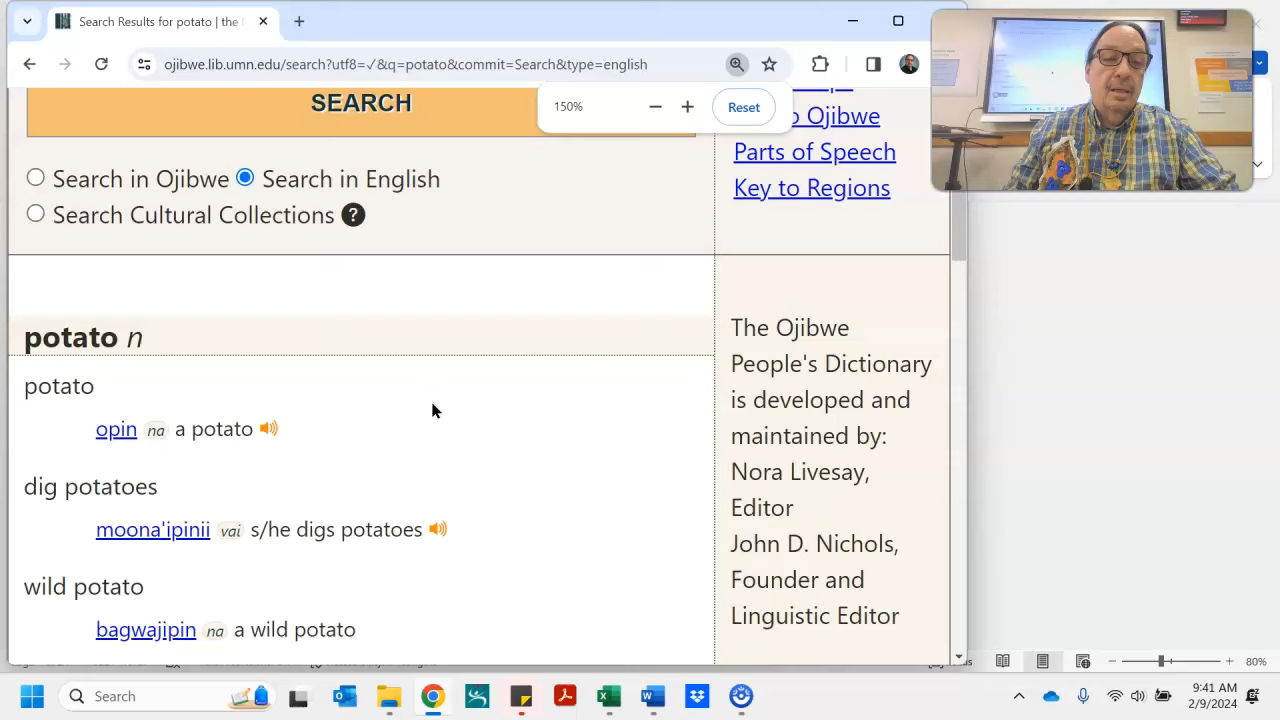 Search Results for potato | the
ojibwe.lib.umn.edu/search?utf8=✓&q=potato&commit=Search&type=english
SEARCH
150%
Reset
Search in Ojibwe Search in English
Search Cultural Collections ?
o Ojibwe
Parts of Speech
Key to Regions
potato n
potato
opin na a potato
dig potatoes
moona'ipinii vai s/he digs potatoes
wild potato
bagwajipin na a wild potato
The Ojibwe
People's Dictionary
is developed and
maintained by:
Nora Livesay,
Editor
John D. Nichols,
Founder and
Linguistic Editor
80%
Search
9:41 AM
2/9/2024